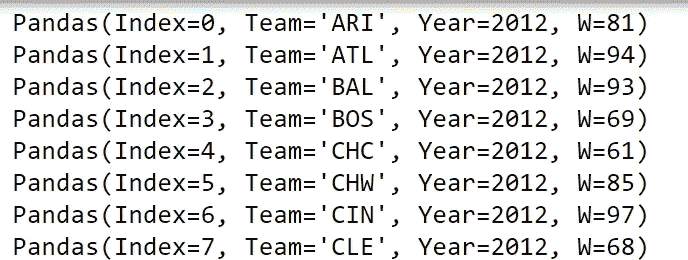 Pandas(Index=0, Team='ARI', Year=2012, W=81)
Pandas(Index=1, Team='ATL', Year=2012, W=94)
Pandas(Index=2, Team='BAL', Year=2012, W=93)
Pandas(Index=3, Team='BOS', Year=2012, W=69)
Pandas(Index=4, Team='CHC', Year=2012, W=61)
Pandas(Index=5, Team='CHW', Year=2012, W=85)
Pandas(Index=6, Team='CIN', Year=2012, W=97)
Pandas(Index=7, Team='CLE', Year=2012, W=68)